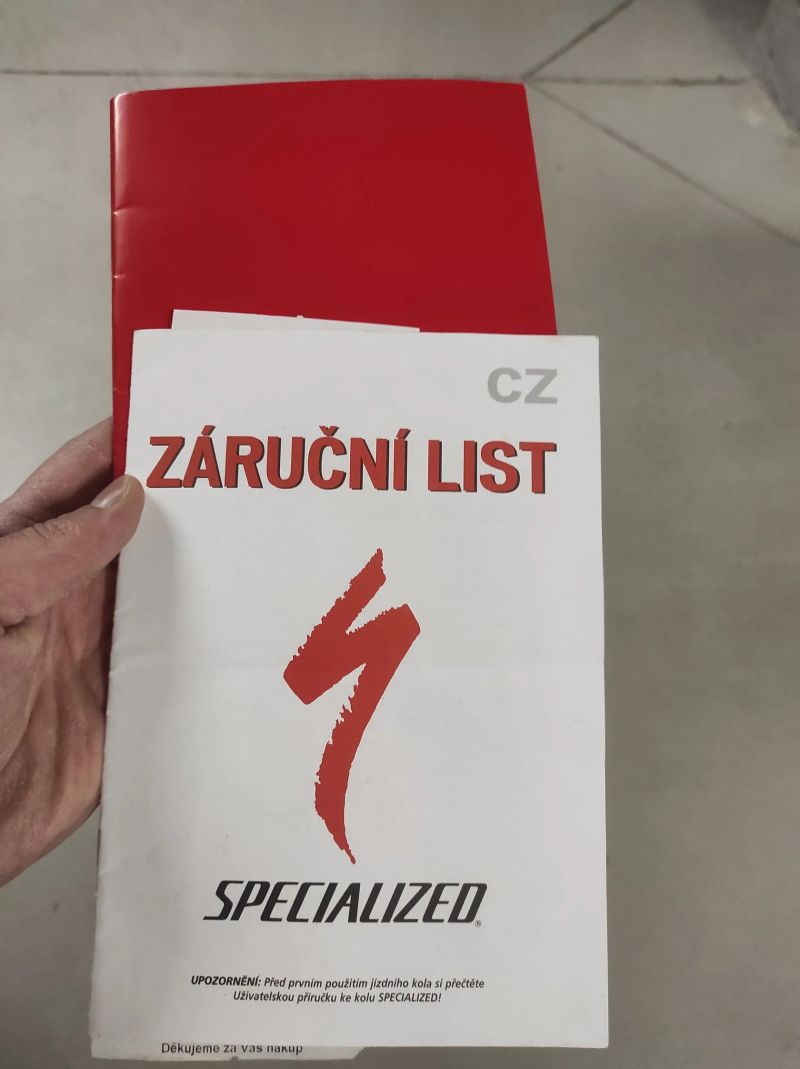 CZ
ZÁRUČNÍ LIST
SPECIALIZED®
UPOZORNĚNÍ: Před prvním použitím jízdního kola si přečtěte
Uživatelskou příručku ke kolu SPECIALIZED!
Děkujeme za Váš nákup